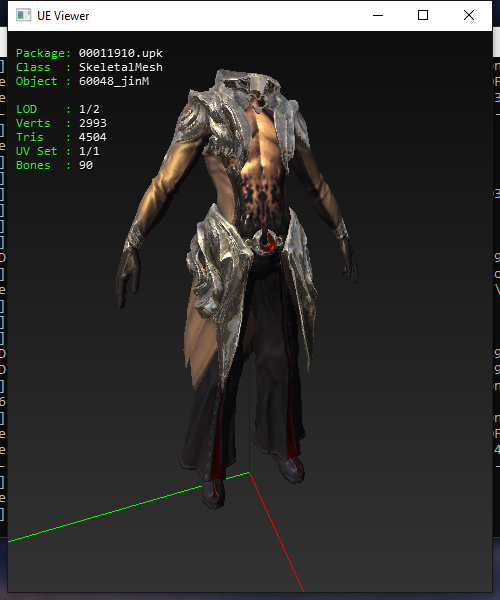 UE Viewer
Package: 00011910.upk
Class  : SkeletalMesh
Object : 60048_jinM
LOD    : 1/2
Verts  : 2993
Tris   : 4504
UV Set : 1/1
Bones  : 90